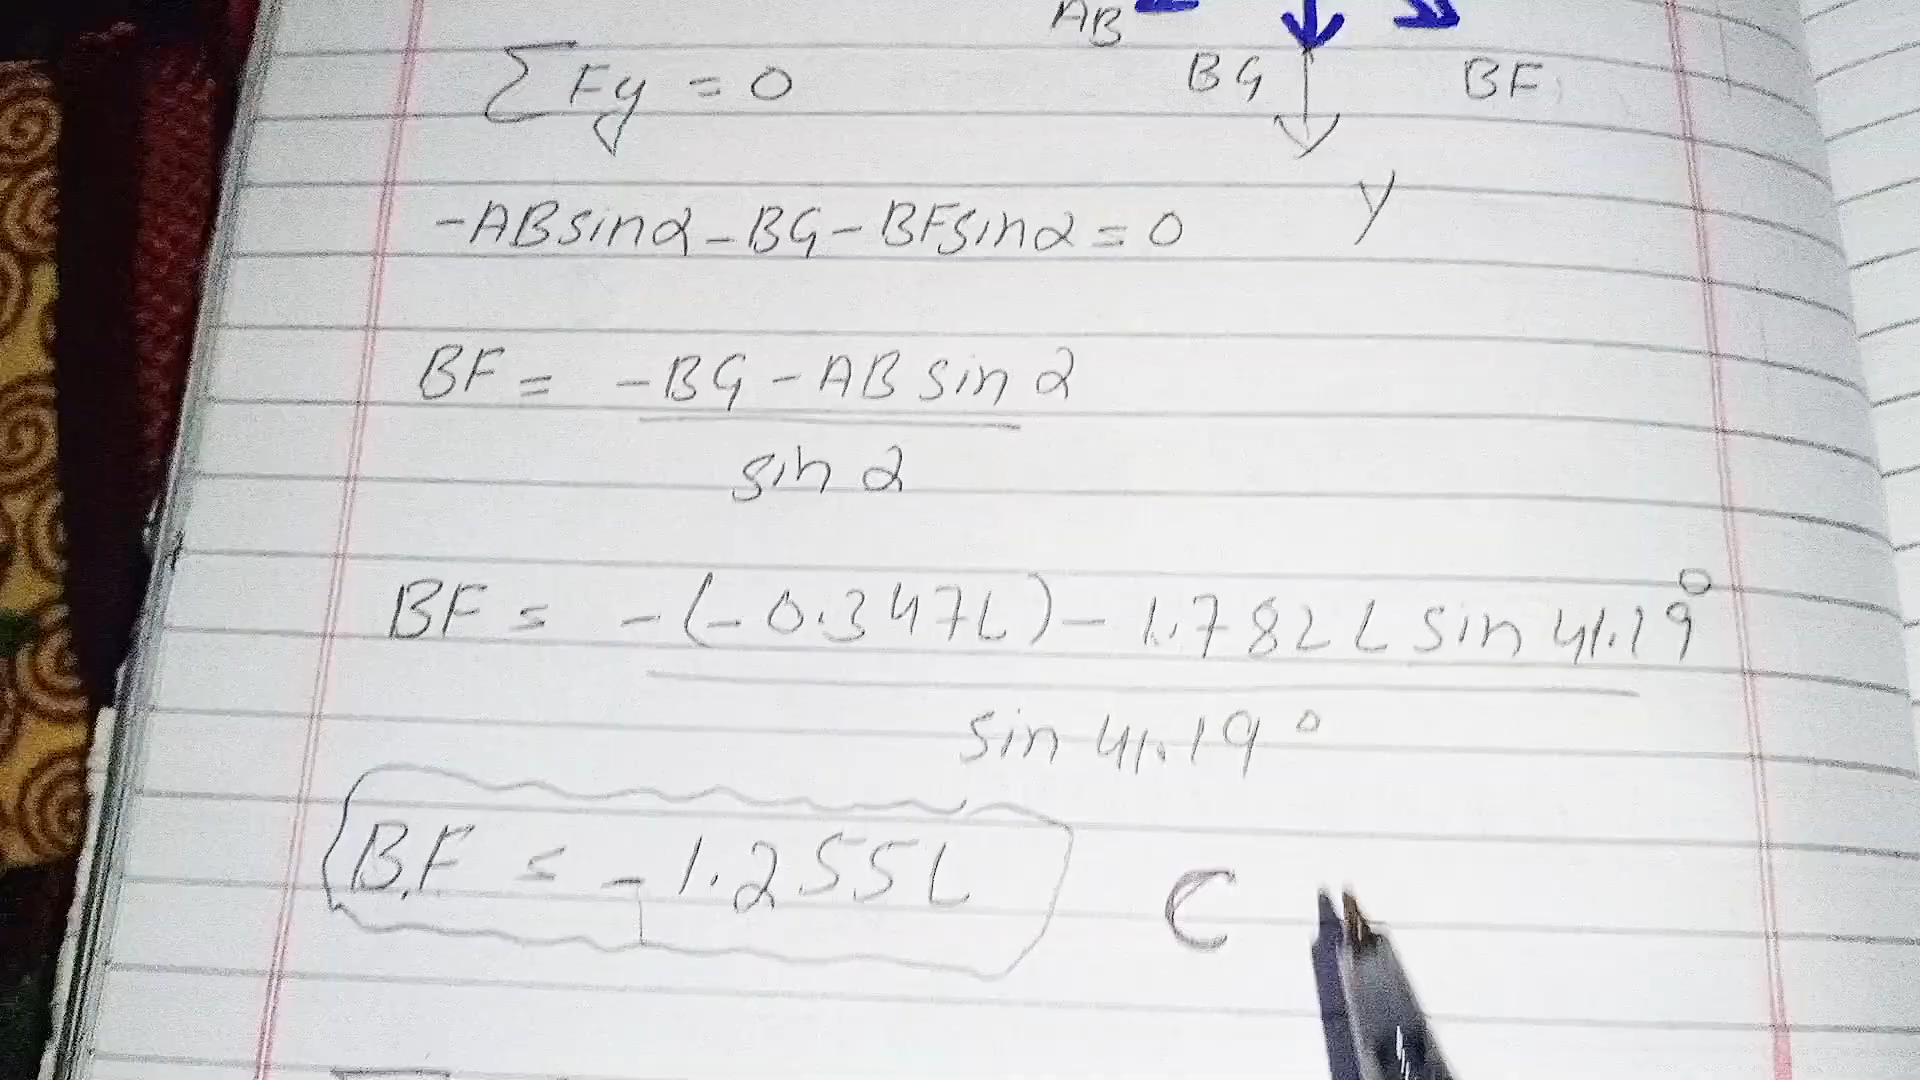 AB
ΣFy = 0
BG BF
Y
-ABsinα - BG - BFsinα = 0
BF = -BG - AB sin α
sin α
BF = -(-0.347L) - 1.782 L sin 41.19°
sin 41.19°
BF = -1.255L C